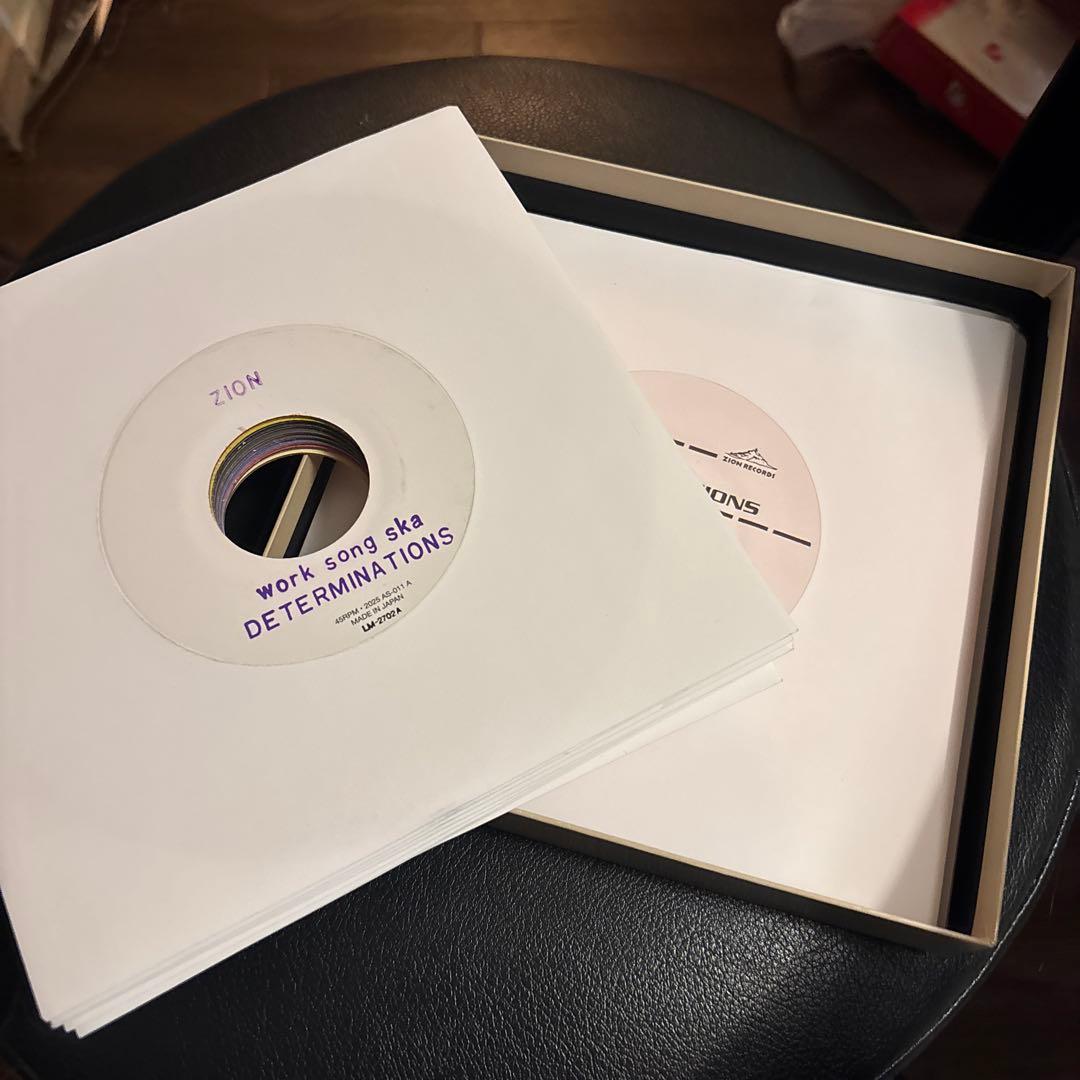 ZION
work song ska
DETERMINATIONS
45RPM • 2025 AS-011 A
MADE IN JAPAN
LM-2702A
ZION RECORDS
IONS